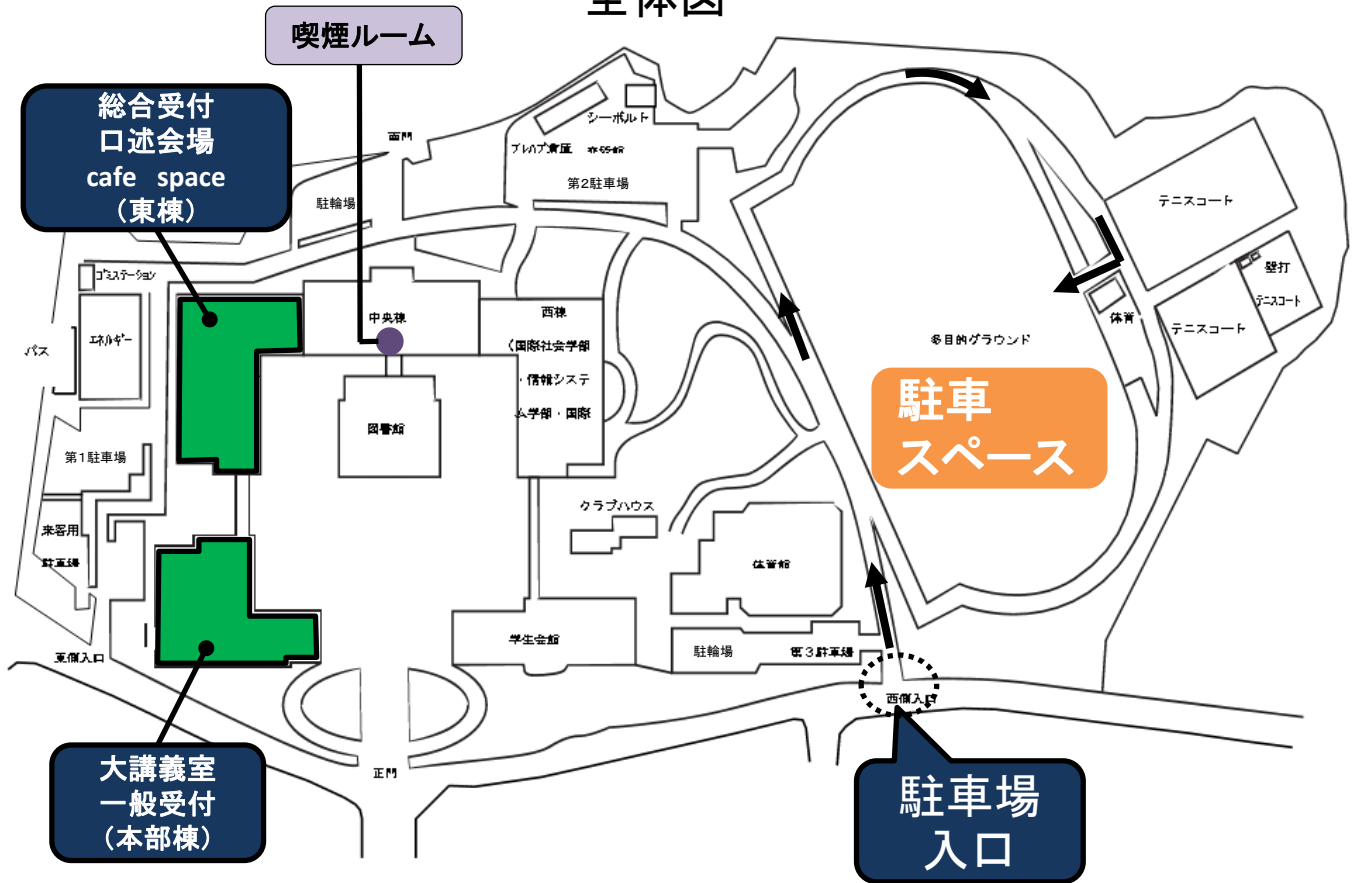 全体図
喫煙ルーム
総合受付
口述会場
cafe space
(東棟)
西門
シーボルト
プレハブ倉庫
第2駐車場
駐輪場
テニスコート
ゴミステーション
壁打
テニスコート
テニスコート
中央棟
西棟
(国際社会学部
・情報システ
ム学部・国際
エネルギー
バス
体育
多目的グラウンド
駐車
スペース
図書館
第1駐車場
クラブハウス
来客用
駐車場
体育館
学生会館
駐輪場
第3駐車場
東側入口
西側入口
正門
大講義室
一般受付
(本部棟)
駐車場
入口